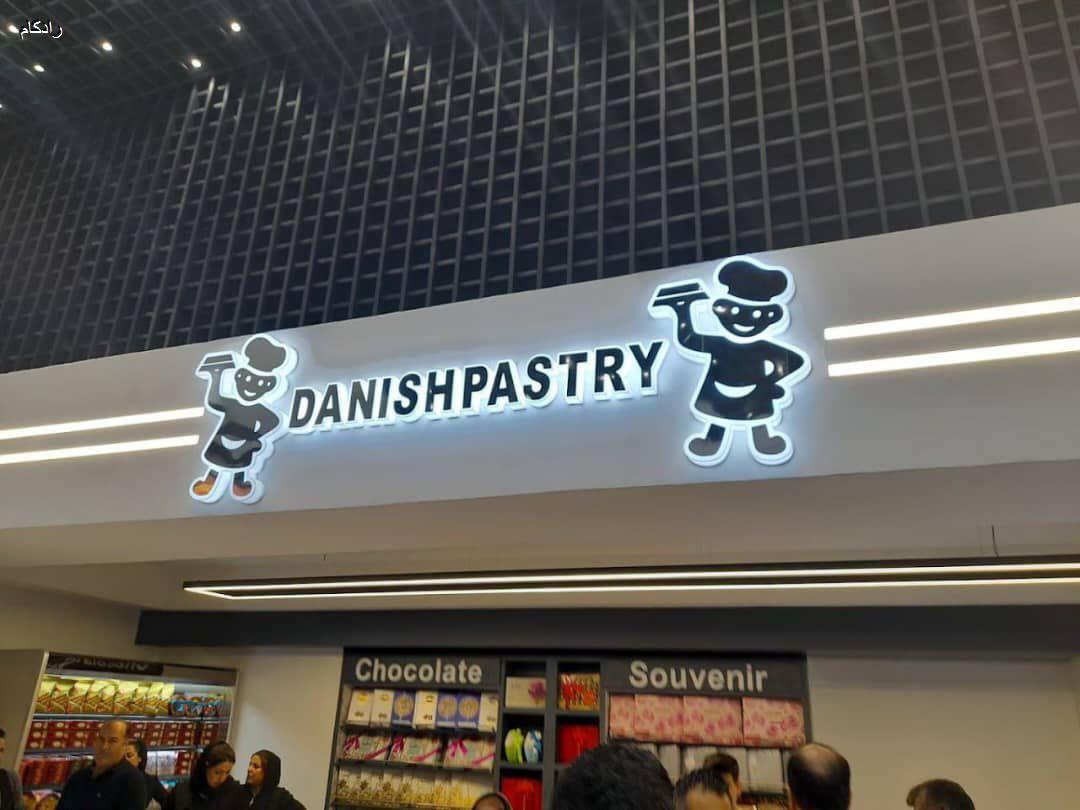 رادکام
DANISHPASTRY
Chocolate
Souvenir